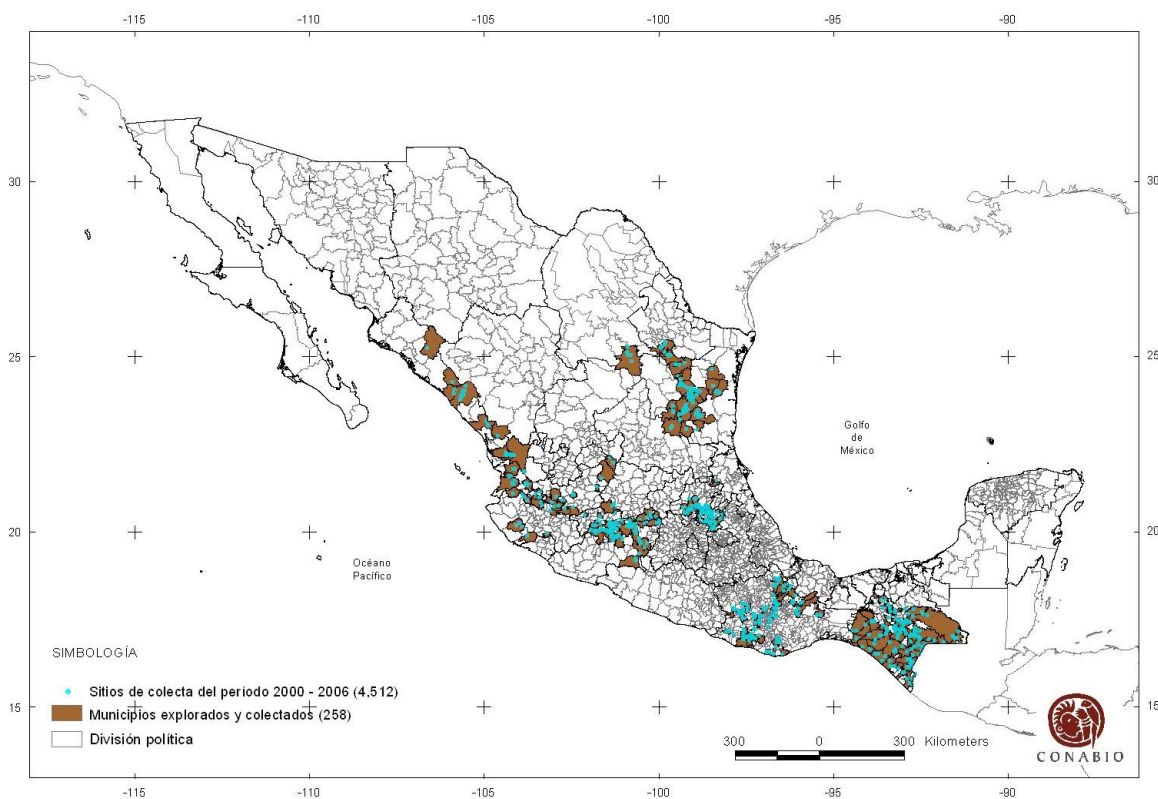 -115 -110 -105 -100 -95 -90
30 30
25 25
Golfo
de
México
20 20
Océano
Pacífico
SIMBOLOGÍA
Sitios de colecta del período 2000 - 2006 (4,512)
Municipios explorados y colectados (258)
División política
15 15
300 0 300 Kilometers
CONABIO
-115 -110 -105 -100 -95 -90